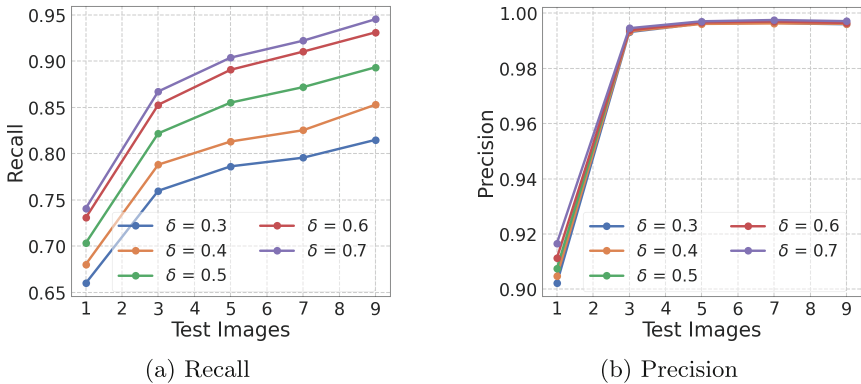 0.95
0.90
0.85
0.80
0.75
0.70
0.65
Recall
δ = 0.3
δ = 0.4
δ = 0.5
δ = 0.6
δ = 0.7
1 2 3 4 5 6 7 8 9
Test Images
(a) Recall
1.00
0.98
0.96
0.94
0.92
0.90
Precision
δ = 0.3
δ = 0.4
δ = 0.5
δ = 0.6
δ = 0.7
1 2 3 4 5 6 7 8 9
Test Images
(b) Precision